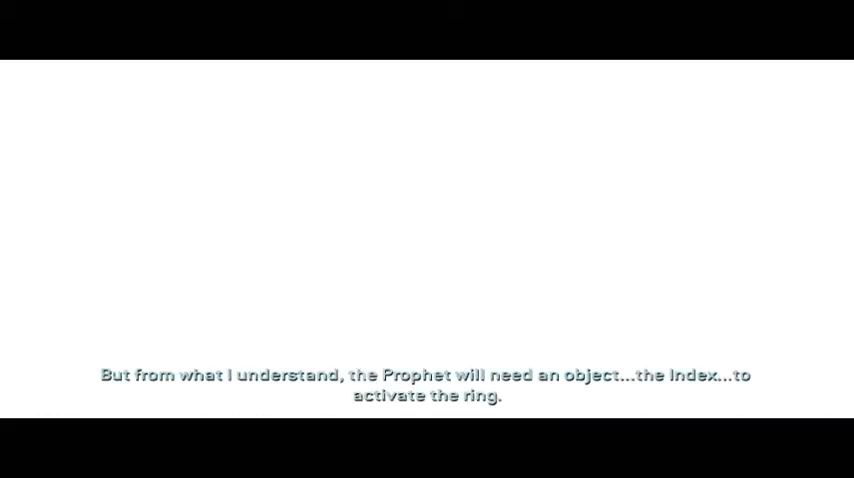 But from what I understand, the Prophet will need an object...the Index...to
activate the ring.